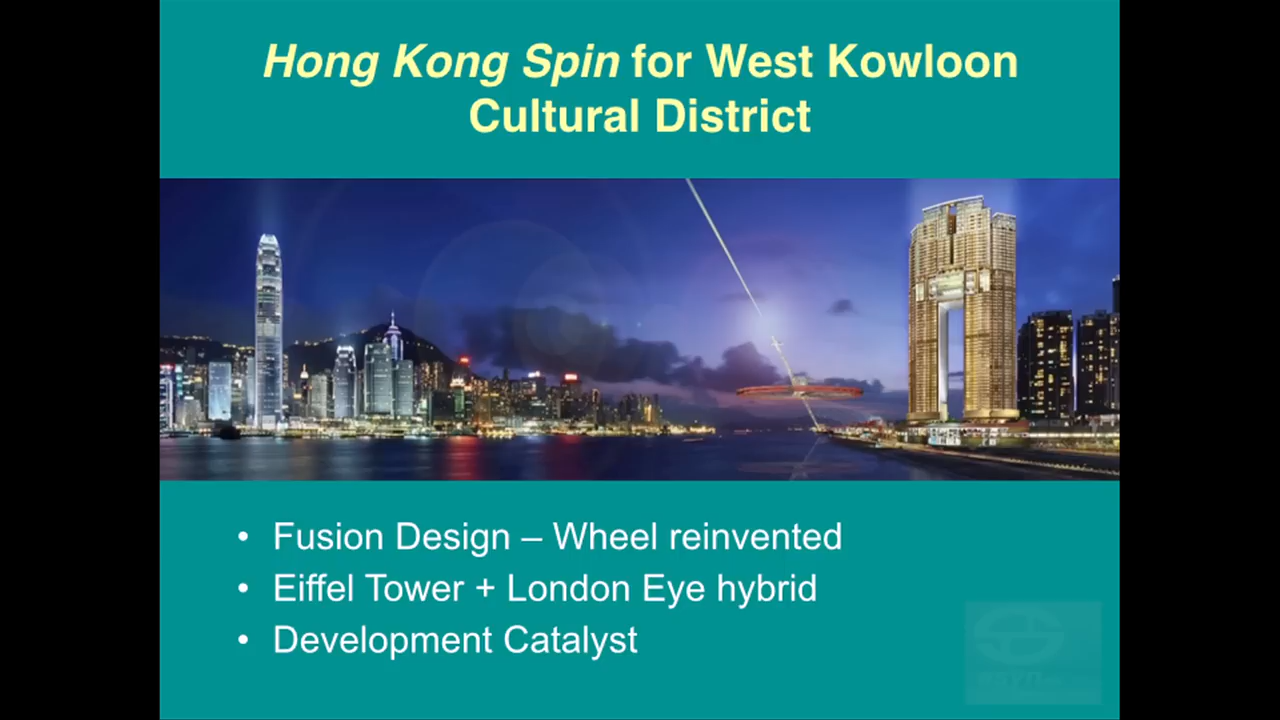 Hong Kong Spin for West Kowloon
Cultural District
• Fusion Design – Wheel reinvented
• Eiffel Tower + London Eye hybrid
• Development Catalyst